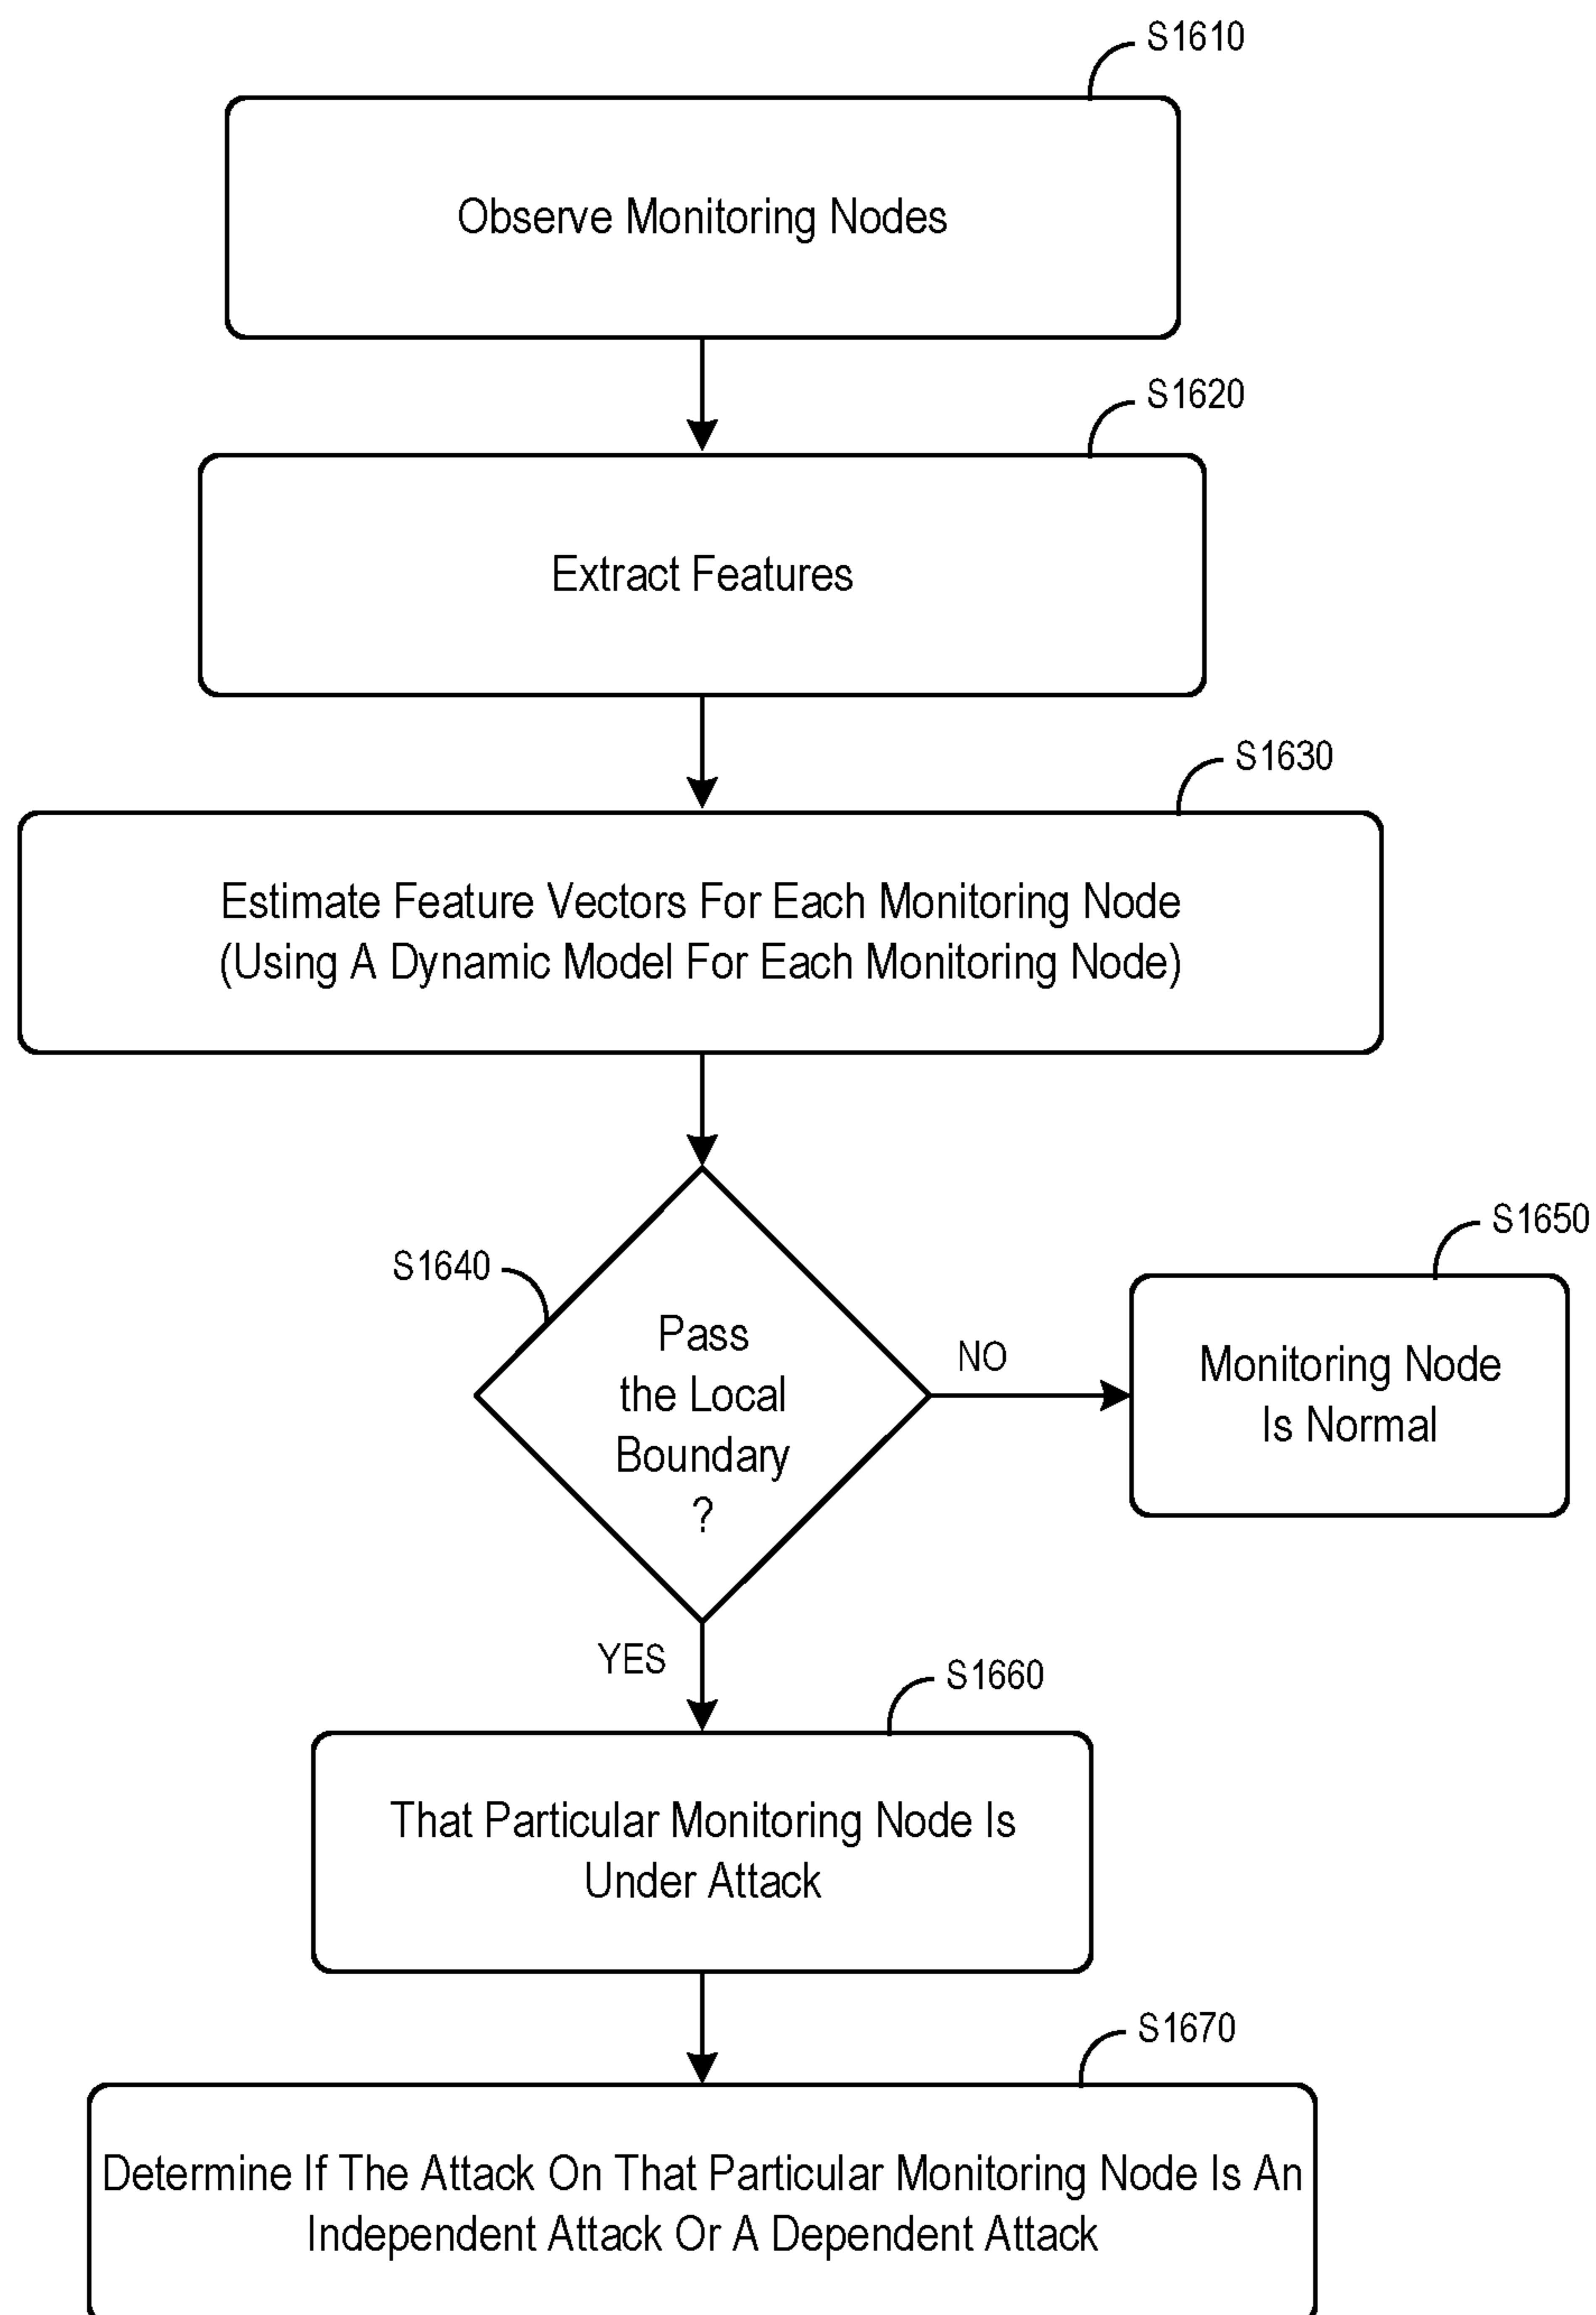 S1610
Observe Monitoring Nodes
S1620
Extract Features
S1630
Estimate Feature Vectors For Each Monitoring Node
(Using A Dynamic Model For Each Monitoring Node)
S1640
Pass
the Local
Boundary
?
NO
S1650
Monitoring Node
Is Normal
YES
S1660
That Particular Monitoring Node Is
Under Attack
S1670
Determine If The Attack On That Particular Monitoring Node Is An
Independent Attack Or A Dependent Attack